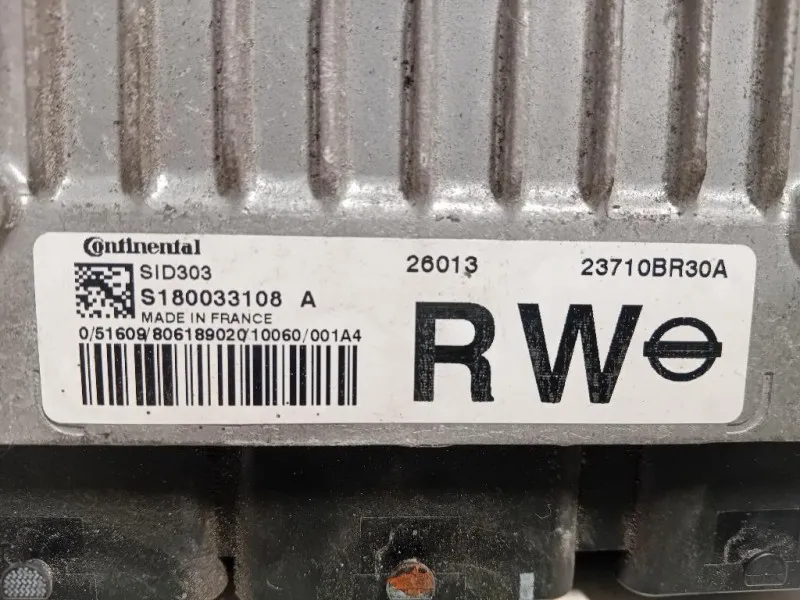 Continental
SID303
S180033108 A
MADE IN FRANCE
0/51609/806189020/10060/001A4
26013 23710BR30A
RW